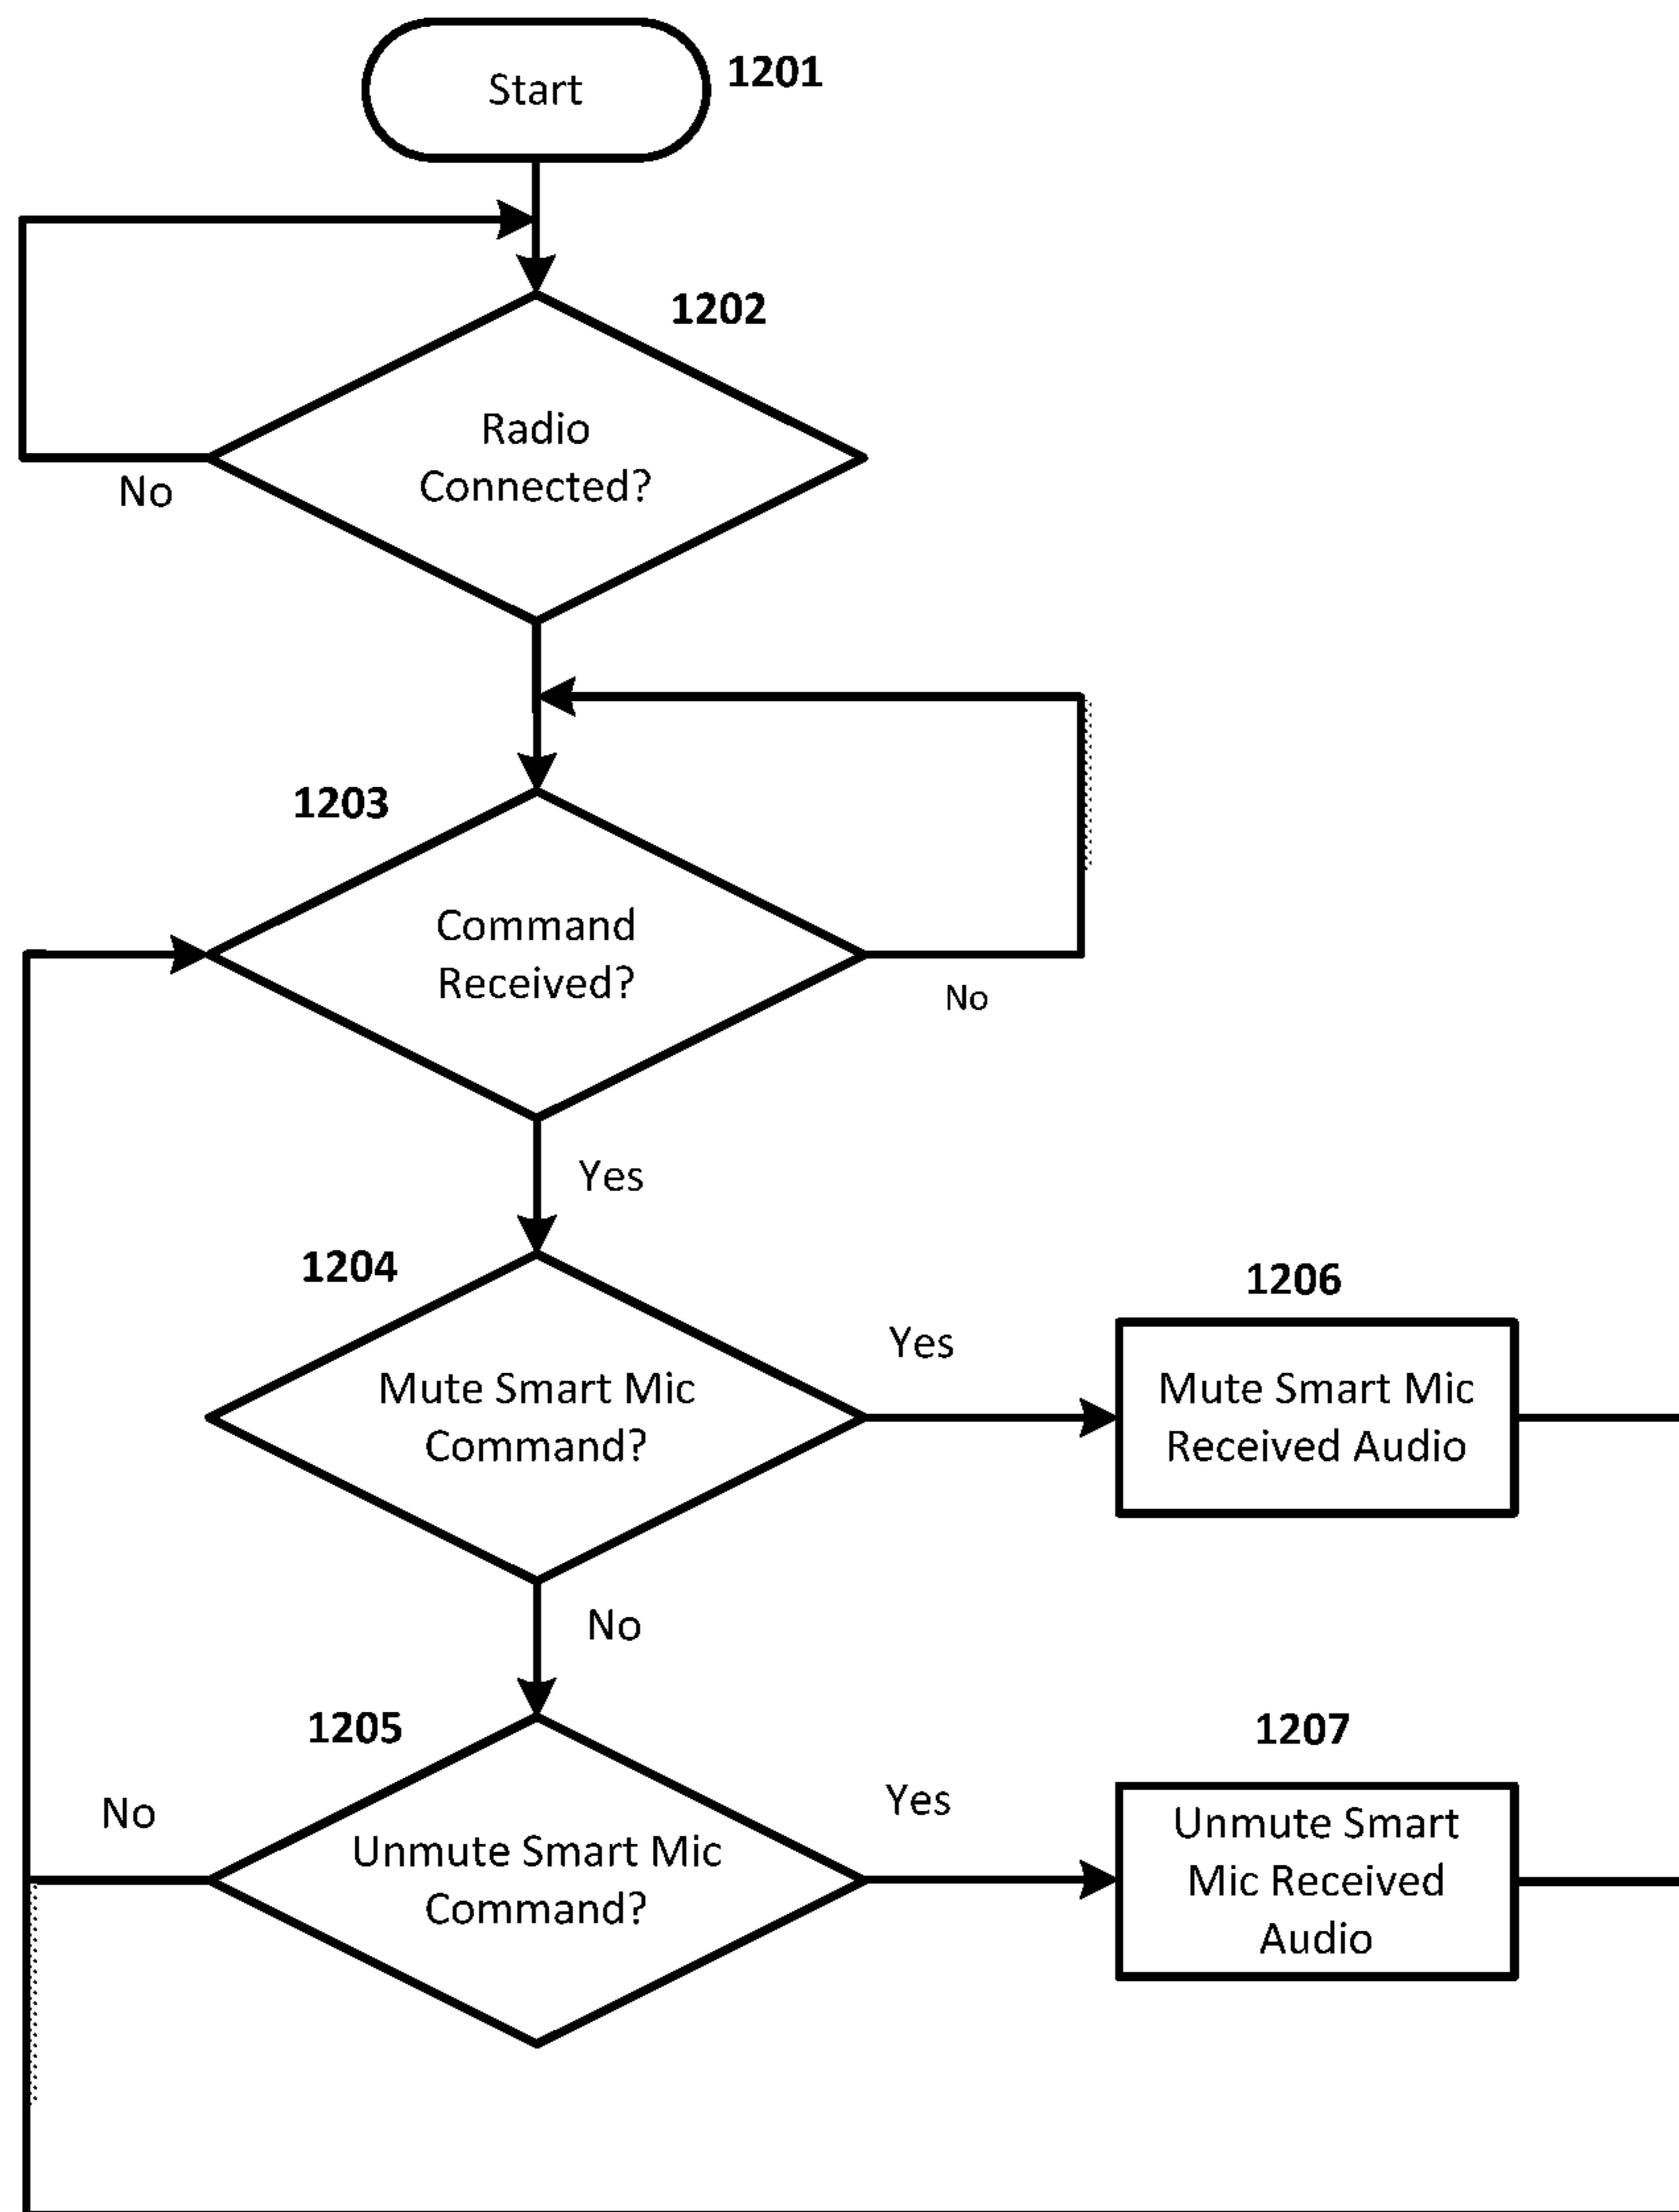 Start
1201
1202
Radio
Connected?
No
1203
Command
Received?
No
Yes
1204
Mute Smart Mic
Command?
Yes
1206
Mute Smart Mic
Received Audio
No
1205
Unmute Smart Mic
Command?
No
Yes
1207
Unmute Smart
Mic Received
Audio